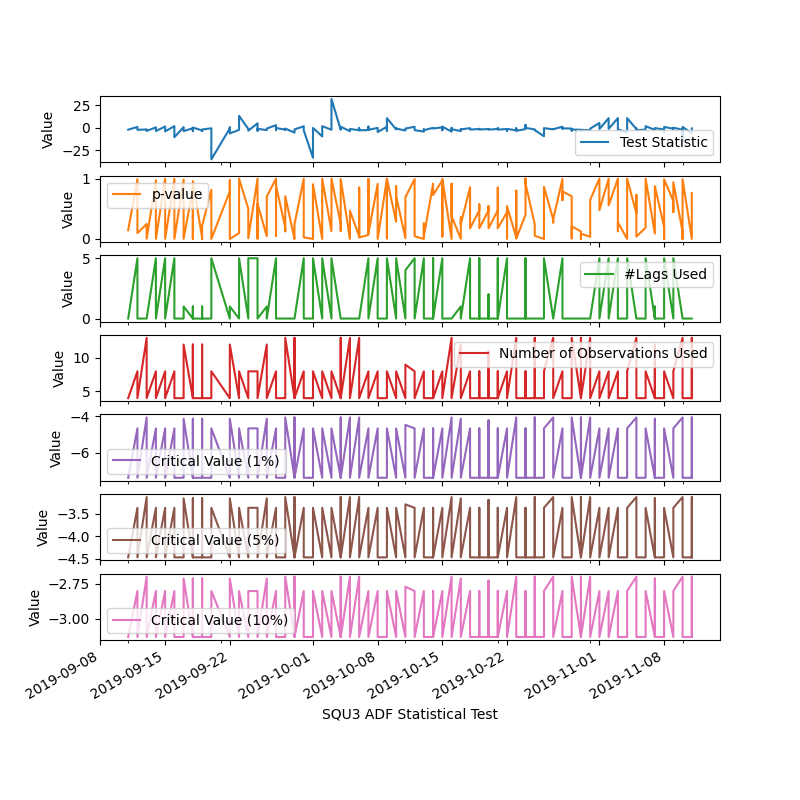 25
0
−25
Value
Test Statistic
1
0
Value
p-value
5
0
Value
#Lags Used
10
5
Value
Number of Observations Used
−4
−6
Value
Critical Value (1%)
−3.5
−4.0
−4.5
Value
Critical Value (5%)
−2.75
−3.00
Value
Critical Value (10%)
2019-09-08
2019-09-15
2019-09-22
2019-10-01
2019-10-08
2019-10-15
2019-10-22
2019-11-01
2019-11-08
SQU3 ADF Statistical Test